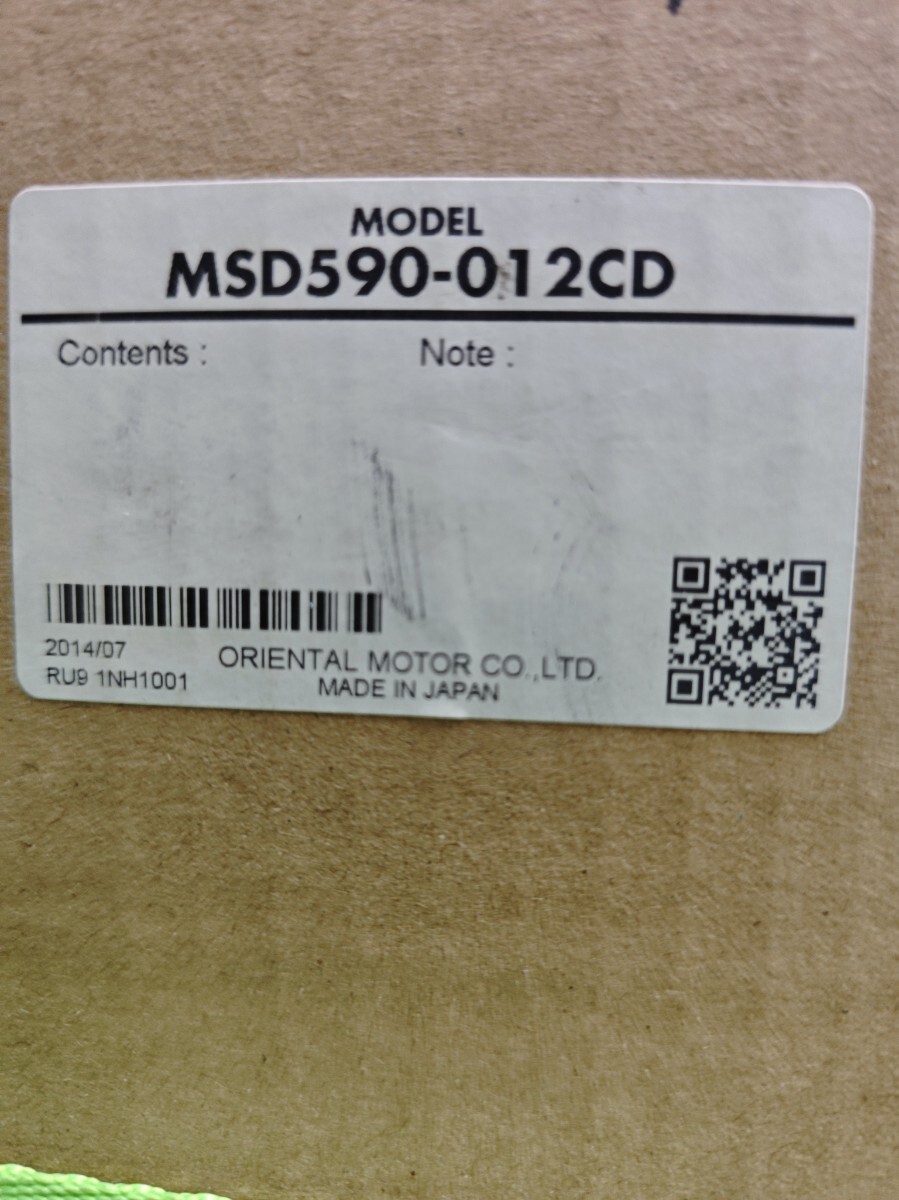 MODEL
MSD590-012CD
Contents : Note :
2014/07
RU9 1NH1001
ORIENTAL MOTOR CO.,LTD.
MADE IN JAPAN